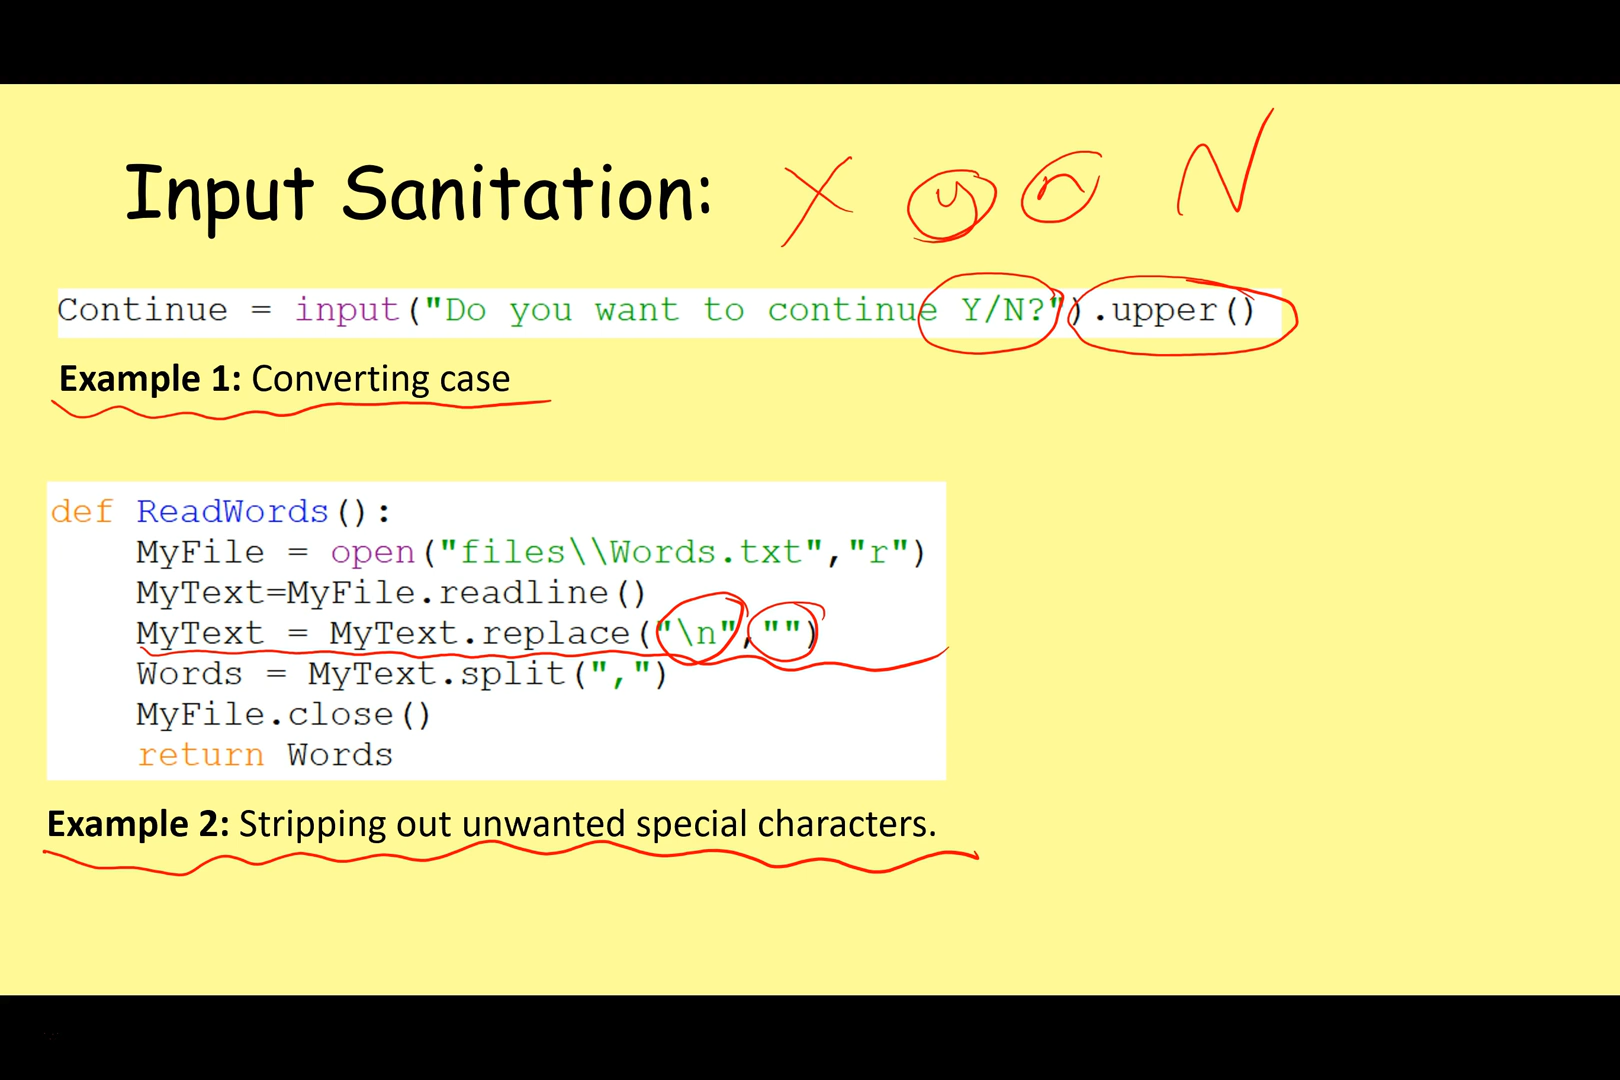 Input Sanitation: Y y n N
Continue = input("Do you want to continue Y/N?").upper()
Example 1: Converting case
def ReadWords():
    MyFile = open("files\\Words.txt","r")
    MyText=MyFile.readline()
    MyText = MyText.replace("\n","")
    Words = MyText.split(",")
    MyFile.close()
    return Words
Example 2: Stripping out unwanted special characters.